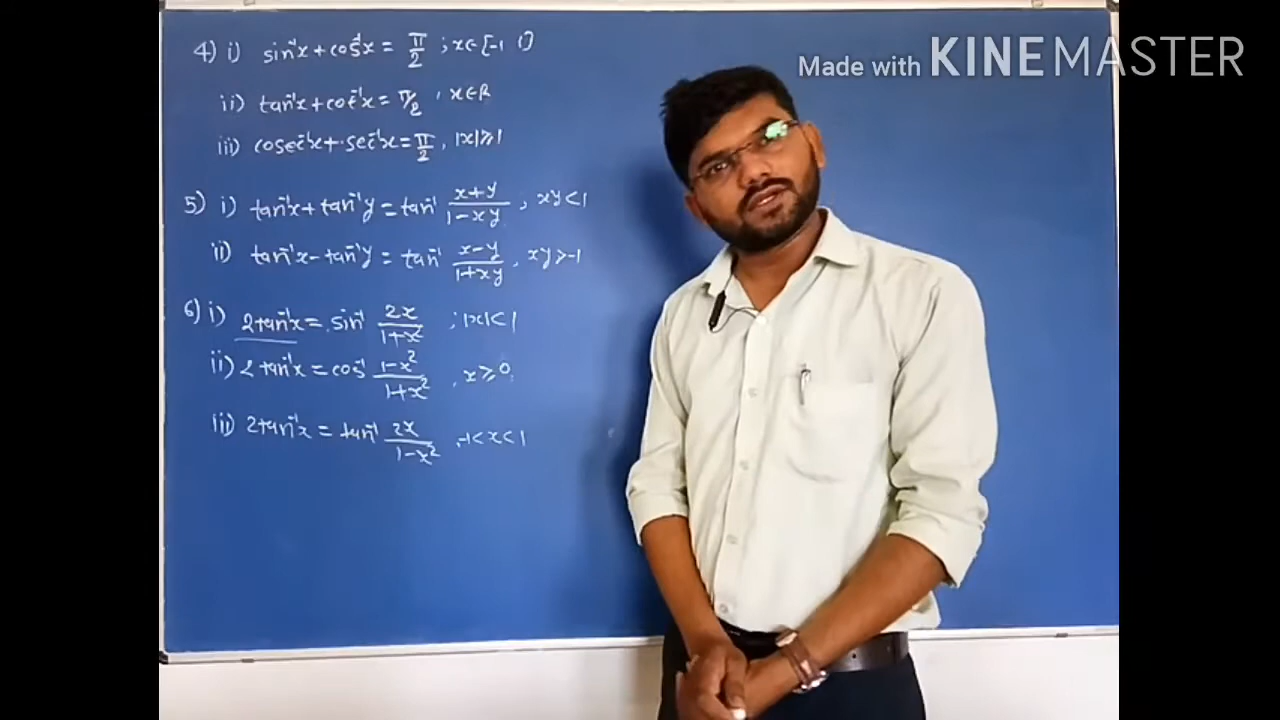 4) i) sin⁻¹x + cos⁻¹x = π/2 ; x∈[-1 1]
ii) tan⁻¹x + cot⁻¹x = π/2 , x∈R
iii) cosec⁻¹x + sec⁻¹x = π/2 , |x|≥1
5) i) tan⁻¹x + tan⁻¹y = tan⁻¹ (x+y)/(1-xy) , xy<1
ii) tan⁻¹x - tan⁻¹y = tan⁻¹ (x-y)/(1+xy) , xy>-1
6) i) 2tan⁻¹x = sin⁻¹ 2x/(1+x²) ; |x|<1
ii) 2tan⁻¹x = cos⁻¹ (1-x²)/(1+x²) , x≥0
iii) 2tan⁻¹x = tan⁻¹ 2x/(1-x²) , -1<x<1
Made with KINEMASTER